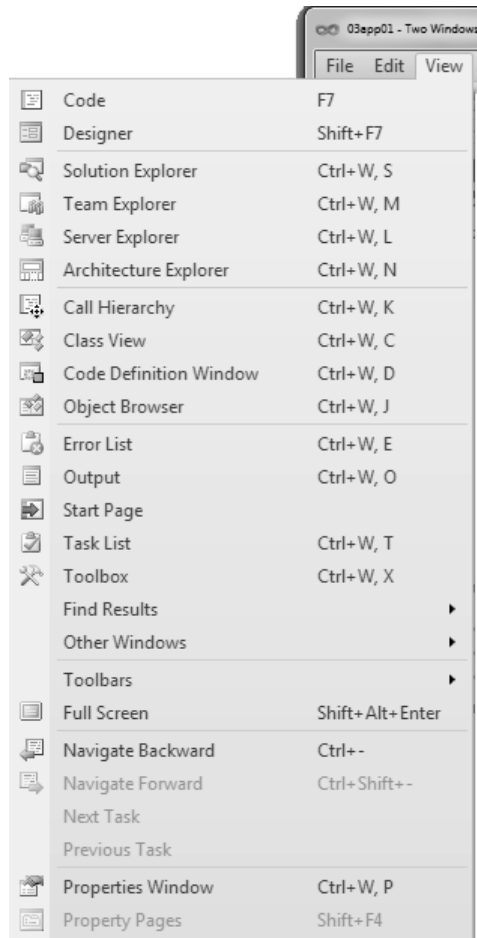 03app01 - Two Windows
File Edit View
Code F7
Designer Shift+F7
Solution Explorer Ctrl+W, S
Team Explorer Ctrl+W, M
Server Explorer Ctrl+W, L
Architecture Explorer Ctrl+W, N
Call Hierarchy Ctrl+W, K
Class View Ctrl+W, C
Code Definition Window Ctrl+W, D
Object Browser Ctrl+W, J
Error List Ctrl+W, E
Output Ctrl+W, O
Start Page
Task List Ctrl+W, T
Toolbox Ctrl+W, X
Find Results
Other Windows
Toolbars
Full Screen Shift+Alt+Enter
Navigate Backward Ctrl+-
Navigate Forward Ctrl+Shift+-
Next Task
Previous Task
Properties Window Ctrl+W, P
Property Pages Shift+F4